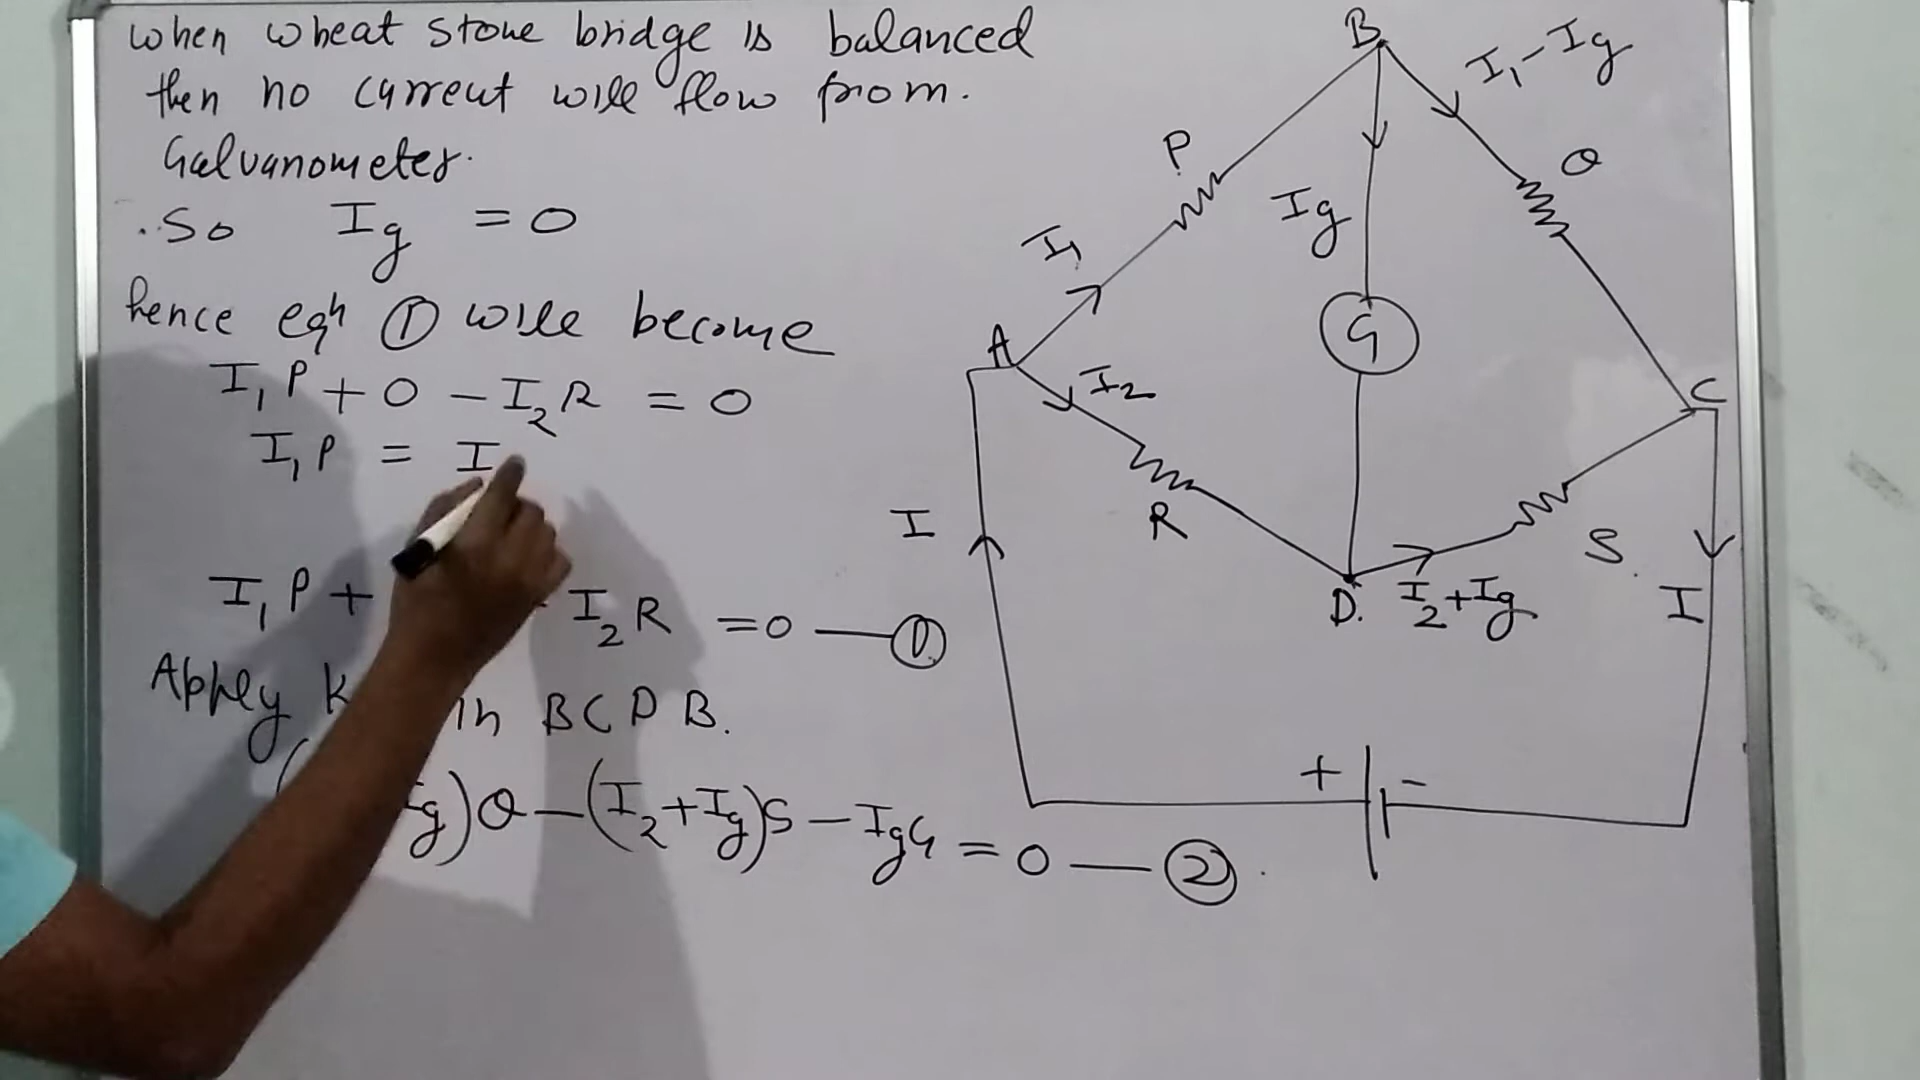 when wheat stone bridge is balanced
then no current will flow from.
Galvanometer.
So Ig = 0
hence eqn ① will become
I₁P + 0 - I₂R = 0
I₁P = I
I₁P + - I₂R = 0 — ①
Apply K in BCDB.
( Ig)Q - (I₂+Ig)S - IgG = 0 — ②
B
I₁-Ig
P
Q
Ig
I₁
G
A
I₂
C
R
I
S.
D.
I₂+Ig
I
+ -